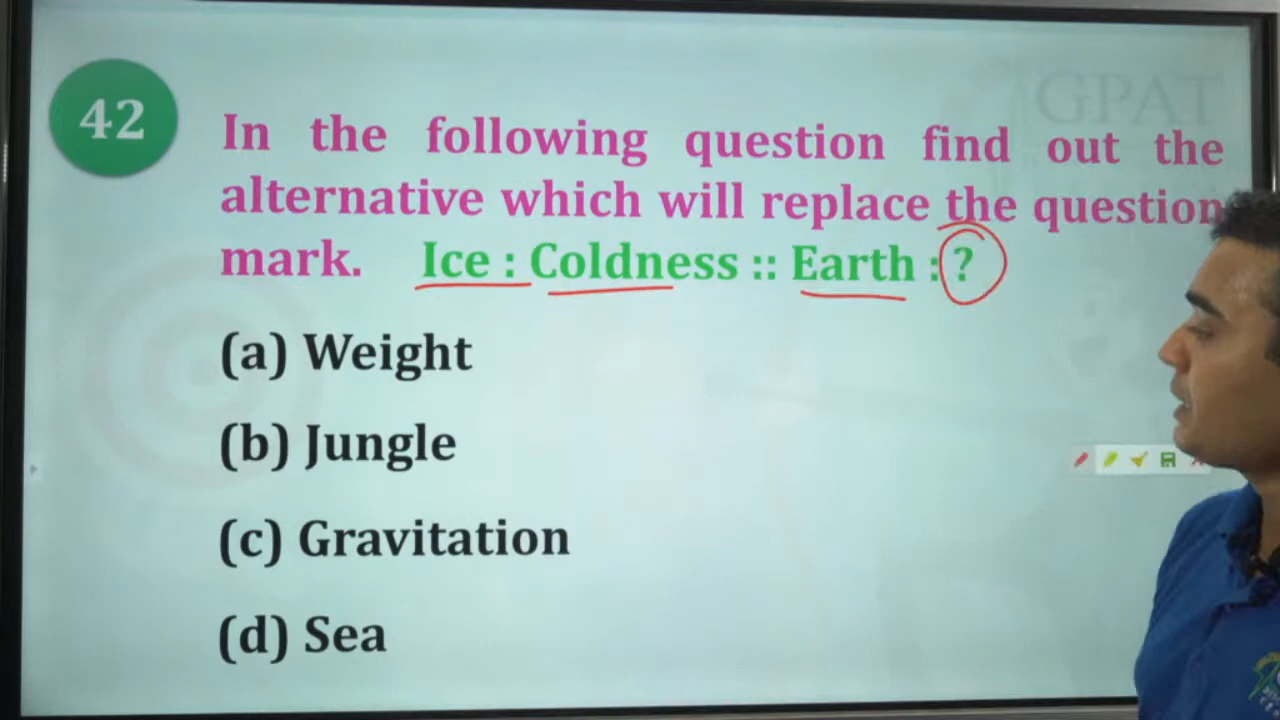 GPAT
42
In the following question find out the
alternative which will replace the question
mark. Ice : Coldness :: Earth : ?
(a) Weight
(b) Jungle
(c) Gravitation
(d) Sea